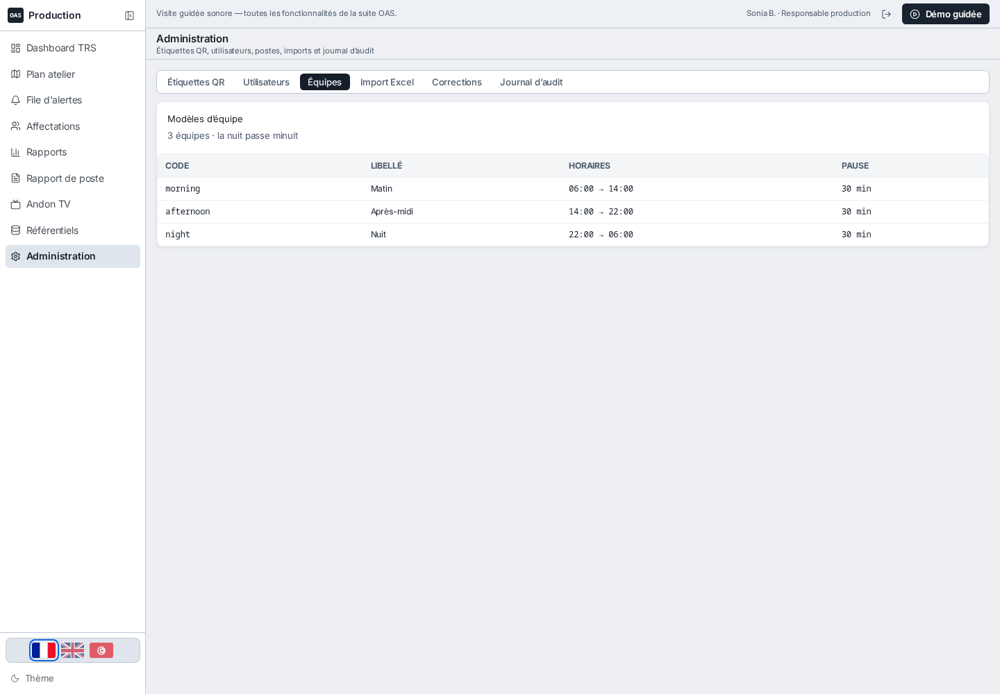 OAS Production
Dashboard TRS
Plan atelier
File d'alertes
Affectations
Rapports
Rapport de poste
Andon TV
Référentiels
Administration
Thème
Visite guidée sonore — toutes les fonctionnalités de la suite OAS.
Sonia B. · Responsable production
Démo guidée
Administration
Étiquettes QR, utilisateurs, postes, imports et journal d’audit
Étiquettes QR Utilisateurs Équipes Import Excel Corrections Journal d’audit
Modèles d’équipe
3 équipes · la nuit passe minuit
CODE LIBELLÉ HORAIRES PAUSE
morning Matin 06:00 → 14:00 30 min
afternoon Après-midi 14:00 → 22:00 30 min
night Nuit 22:00 → 06:00 30 min